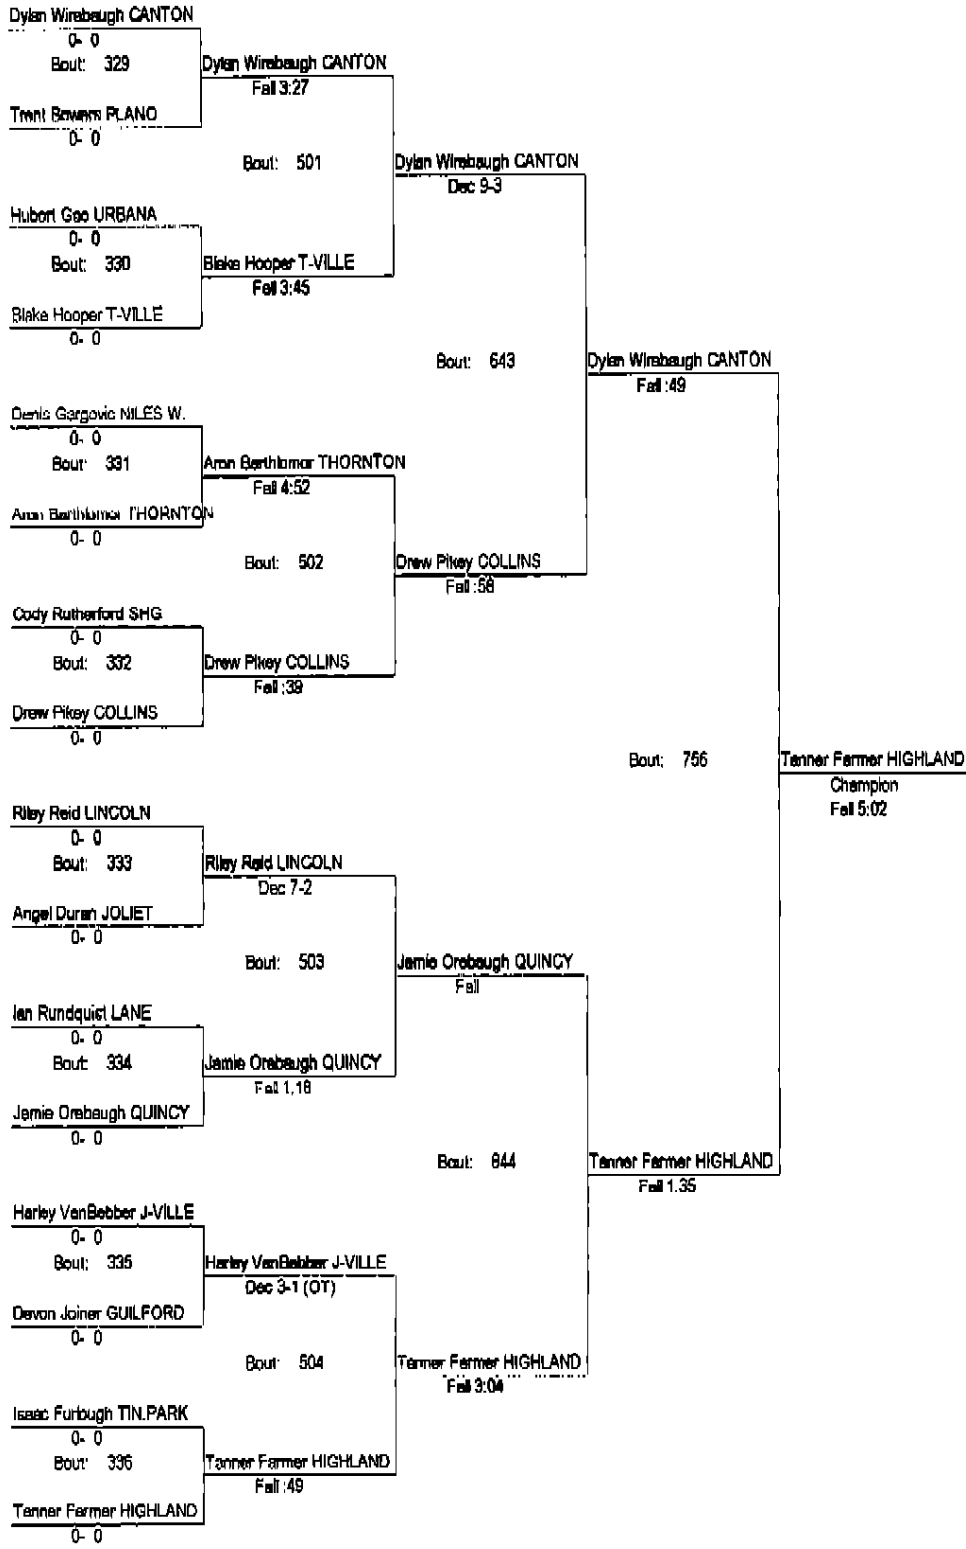 Dylan Wirebaugh CANTON
0- 0
Bout: 329
Dylan Wirebaugh CANTON
Fall 3:27
Trent Bowers PLANO
0- 0
Bout: 501
Dylan Wirebaugh CANTON
Dec 9-3
Hubert Gao URBANA
0- 0
Bout: 330
Blake Hooper T-VILLE
Fall 3:45
Blake Hooper T-VILLE
0- 0
Bout: 643
Dylan Wirebaugh CANTON
Fall :49
Denis Gargovic NILES W.
0- 0
Bout: 331
Aron Barthlomor THORNTON
Fall 4:52
Aron Barthlomor THORNTON
0- 0
Bout: 502
Drew Pikey COLLINS
Fall :58
Cody Rutherford SHG
0- 0
Bout: 332
Drew Pikey COLLINS
Fall :39
Drew Pikey COLLINS
0- 0
Bout: 756
Tanner Farmer HIGHLAND
Champion
Fall 5:02
Riley Reid LINCOLN
0- 0
Bout: 333
Riley Reid LINCOLN
Dec 7-2
Angel Duran JOLIET
0- 0
Bout: 503
Jamie Orebaugh QUINCY
Fall
Ian Rundquist LANE
0- 0
Bout: 334
Jamie Orebaugh QUINCY
Fall 1.18
Jamie Orebaugh QUINCY
0- 0
Bout: 644
Tanner Farmer HIGHLAND
Fall 1.35
Harley VanBebber J-VILLE
0- 0
Bout: 335
Harley VanBebber J-VILLE
Dec 3-1 (OT)
Devon Joiner GUILFORD
0- 0
Bout: 504
Tanner Farmer HIGHLAND
Fall 3:04
Isaac Furlough TIN.PARK
0- 0
Bout: 336
Tanner Farmer HIGHLAND
Fall :49
Tanner Farmer HIGHLAND
0- 0